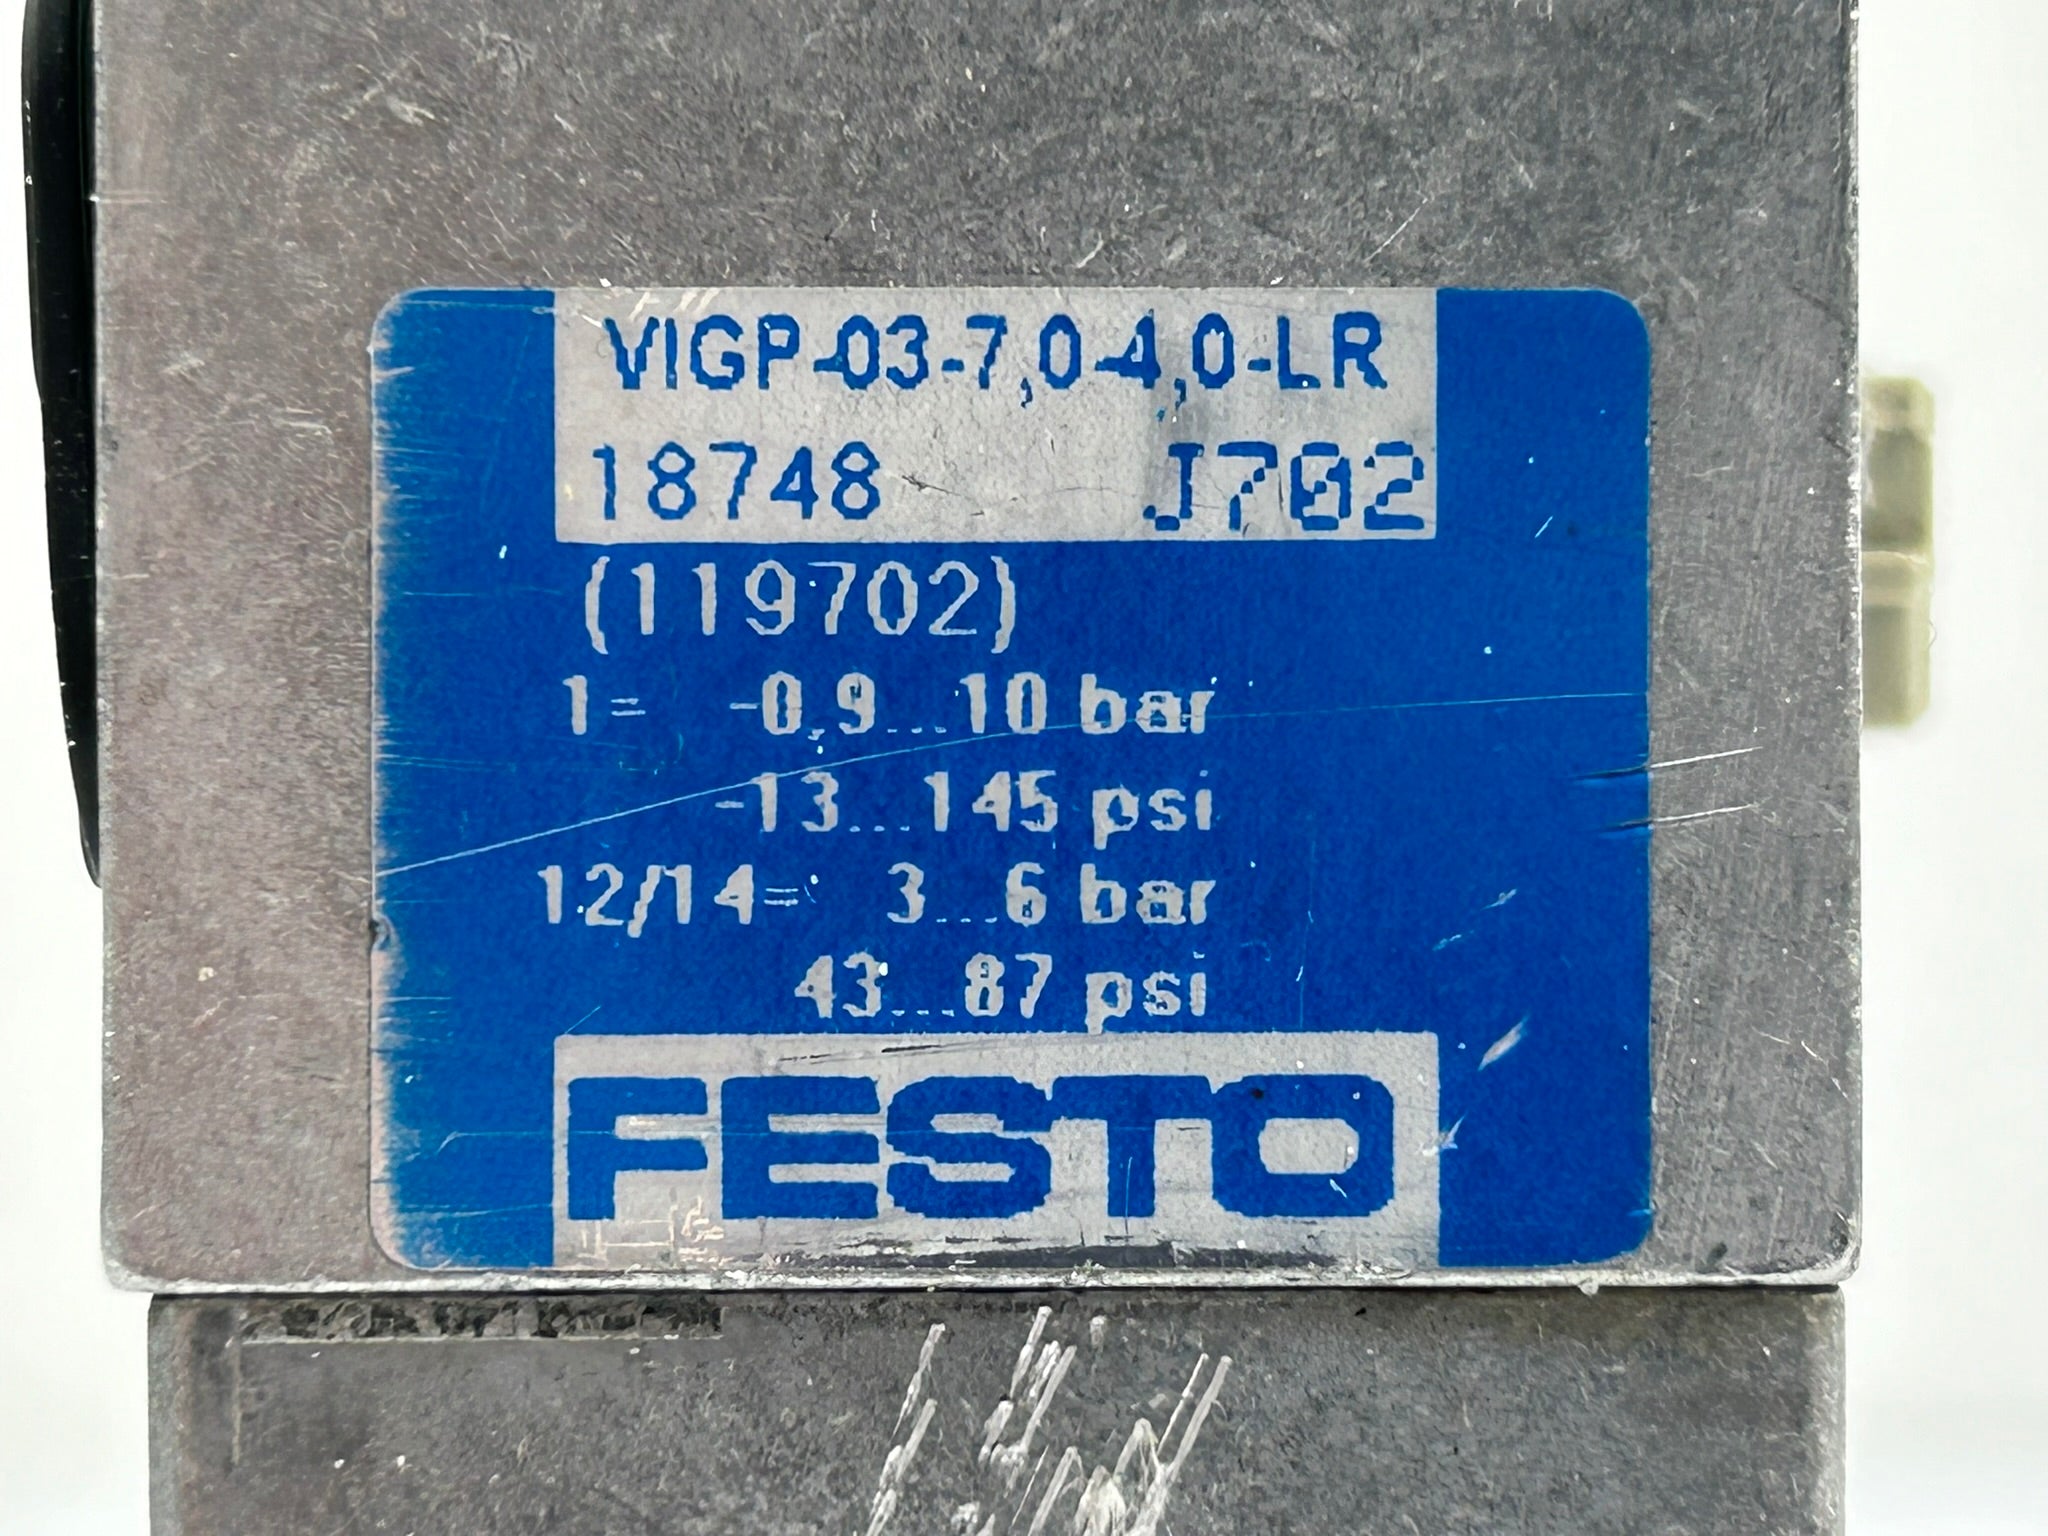 VIGP-03-7,0-4,0-LR
18748 J702
(119702)
1= -0,9...10 bar
-13...145 psi
12/14= 3...6 bar
43...87 psi
FESTO